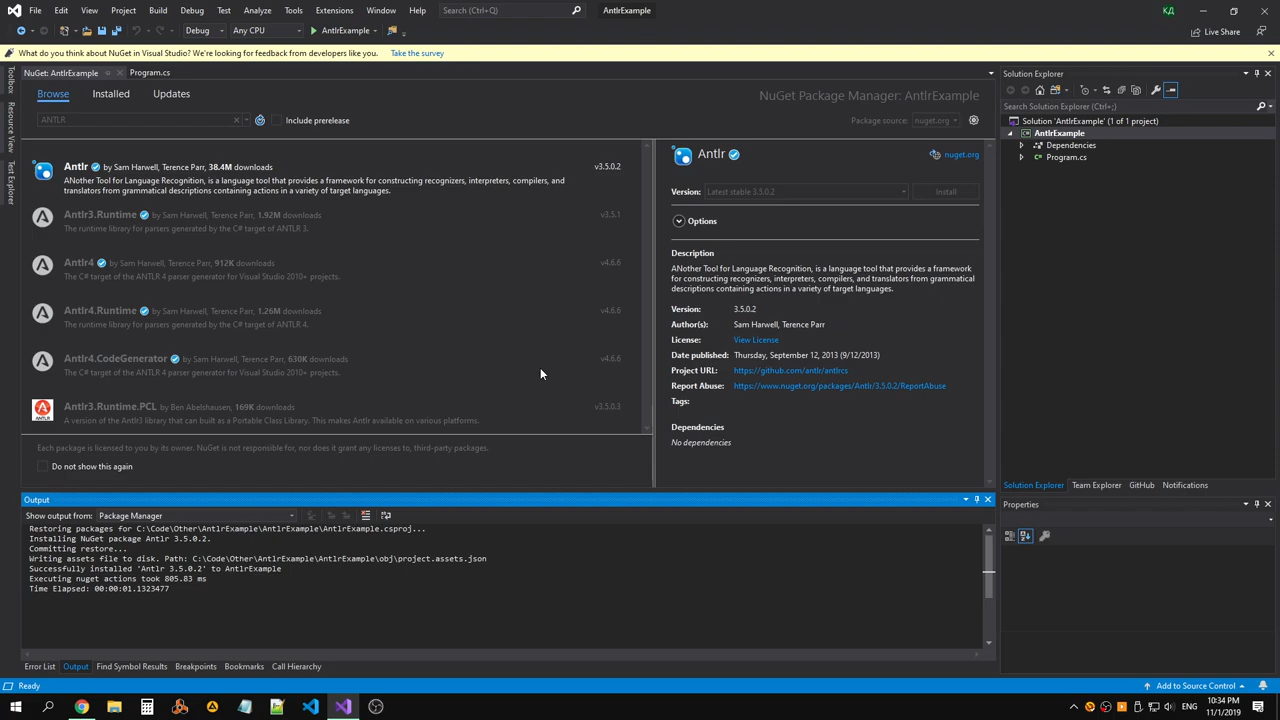 File Edit View Project Build Debug Test Analyze Tools Extensions Window Help Search (Ctrl+Q) AntlrExample КД
Debug Any CPU AntlrExample Live Share
What do you think about NuGet in Visual Studio? We're looking for feedback from developers like you. Take the survey
Toolbox
Resource View
Test Explorer
NuGet: AntlrExample Program.cs
Browse Installed Updates NuGet Package Manager: AntlrExample
ANTLR Include prerelease Package source: nuget.org
Antlr by Sam Harwell, Terence Parr, 38.4M downloads v3.5.0.2
ANother Tool for Language Recognition, is a language tool that provides a framework for constructing recognizers, interpreters, compilers, and
translators from grammatical descriptions containing actions in a variety of target languages.
Antlr3.Runtime by Sam Harwell, Terence Parr, 1.92M downloads v3.5.1
The runtime library for parsers generated by the C# target of ANTLR 3.
Antlr4 by Sam Harwell, Terence Parr, 912K downloads v4.6.6
The C# target of the ANTLR 4 parser generator for Visual Studio 2010+ projects.
Antlr4.Runtime by Sam Harwell, Terence Parr, 1.26M downloads v4.6.6
The runtime library for parsers generated by the C# target of ANTLR 4.
Antlr4.CodeGenerator by Sam Harwell, Terence Parr, 630K downloads v4.6.6
The C# target of the ANTLR 4 parser generator for Visual Studio 2010+ projects.
ANTLR
Antlr3.Runtime.PCL by Ben Abelshausen, 169K downloads v3.5.0.3
A version of the Antlr3 library that can built as a Portable Class Library. This makes Antlr available on various platforms.
Each package is licensed to you by its owner. NuGet is not responsible for, nor does it grant any licenses to, third-party packages.
Do not show this again
Antlr nuget.org
Version: Latest stable 3.5.0.2 Install
Options
Description
ANother Tool for Language Recognition, is a language tool that provides a framework
for constructing recognizers, interpreters, compilers, and translators from grammatical
descriptions containing actions in a variety of target languages.
Version: 3.5.0.2
Author(s): Sam Harwell, Terence Parr
License: View License
Date published: Thursday, September 12, 2013 (9/12/2013)
Project URL: https://github.com/antlr/antlrcs
Report Abuse: https://www.nuget.org/packages/Antlr/3.5.0.2/ReportAbuse
Tags:
Dependencies
No dependencies
Solution Explorer
Search Solution Explorer (Ctrl+;)
Solution 'AntlrExample' (1 of 1 project)
AntlrExample
Dependencies
Program.cs
Solution Explorer Team Explorer GitHub Notifications
Properties
Output
Show output from: Package Manager
Restoring packages for C:\Code\Other\AntlrExample\AntlrExample\AntlrExample.csproj...
Installing NuGet package Antlr 3.5.0.2.
Committing restore...
Writing assets file to disk. Path: C:\Code\Other\AntlrExample\AntlrExample\obj\project.assets.json
Successfully installed 'Antlr 3.5.0.2' to AntlrExample
Executing nuget actions took 805.83 ms
Time Elapsed: 00:00:01.1323477
Error List Output Find Symbol Results Breakpoints Bookmarks Call Hierarchy
Ready Add to Source Control
ENG 10:34 PM
11/1/2019